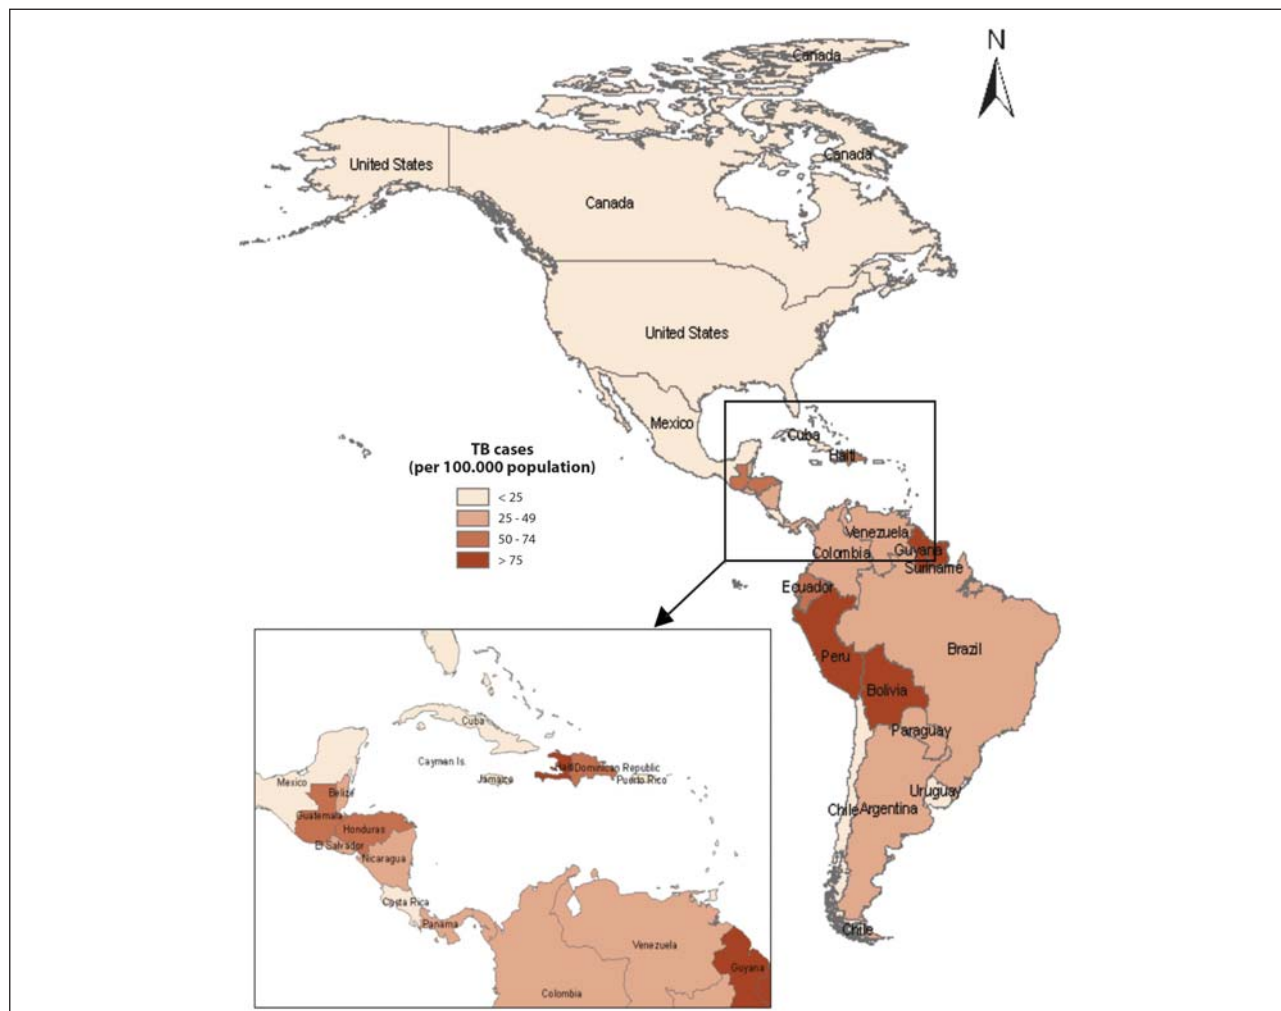 Canada
N
United States
Canada
Canada
United States
Mexico
Cuba
Haiti
TB cases
(per 100.000 population)
< 25
25 - 49
50 - 74
> 75
Venezuela
Guyana
Colombia
Suriname
Ecuador
Peru
Brazil
Bolivia
Paraguay
Uruguay
Chile
Argentina
Chile
Cuba
Cayman Is.
Haiti
Dominican Republic
Jamaica
Puerto Rico
Mexico
Belize
Guatemala
Honduras
El Salvador
Nicaragua
Costa Rica
Panama
Venezuela
Guyana
Colombia